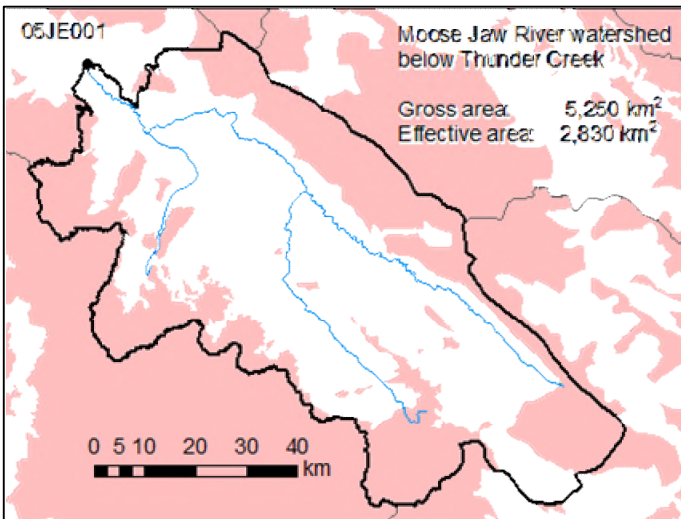 05JE001
Moose Jaw River watershed
below Thunder Creek
Gross area: 5,250 km²
Effective area: 2,830 km²
0 5 10 20 30 40
km